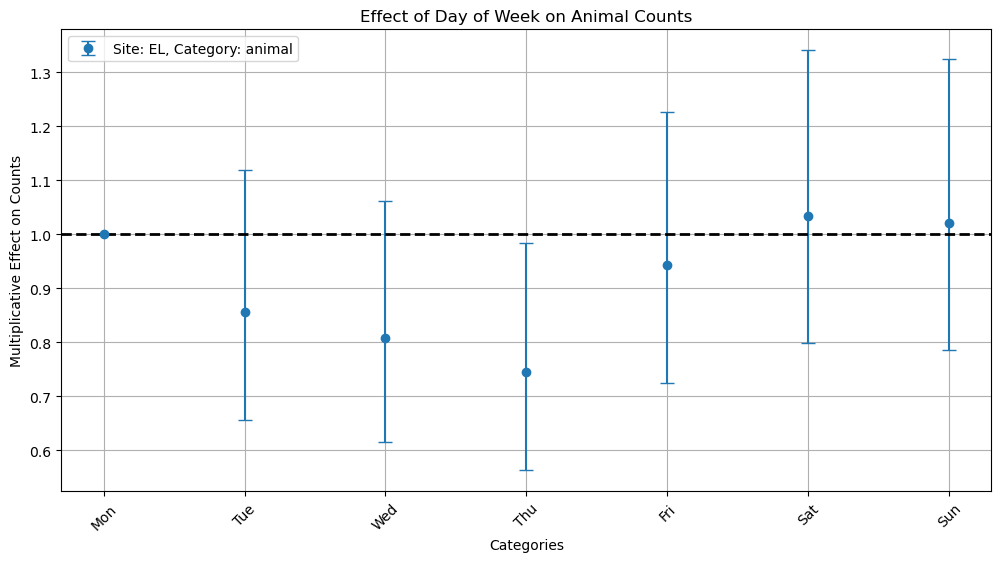 Effect of Day of Week on Animal Counts
Site: EL, Category: animal
Multiplicative Effect on Counts
1.3
1.2
1.1
1.0
0.9
0.8
0.7
0.6
Mon
Tue
Wed
Thu
Fri
Sat
Sun
Categories